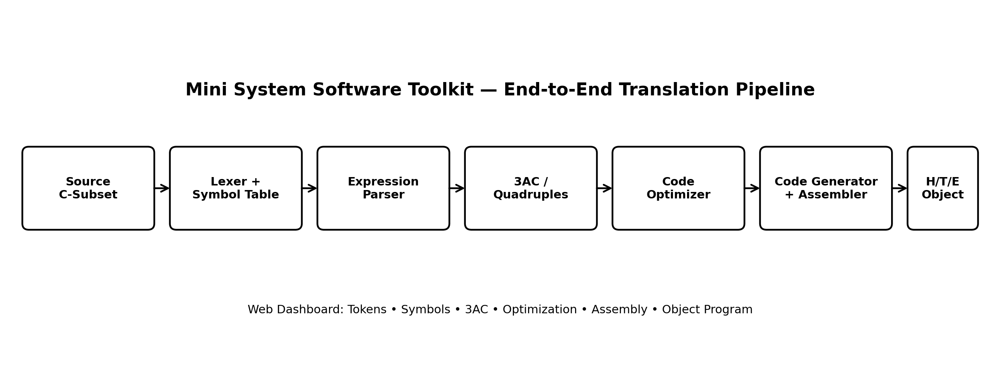 Mini System Software Toolkit — End-to-End Translation Pipeline
Source
C-Subset
Lexer +
Symbol Table
Expression
Parser
3AC /
Quadruples
Code
Optimizer
Code Generator
+ Assembler
H/T/E
Object
Web Dashboard: Tokens • Symbols • 3AC • Optimization • Assembly • Object Program